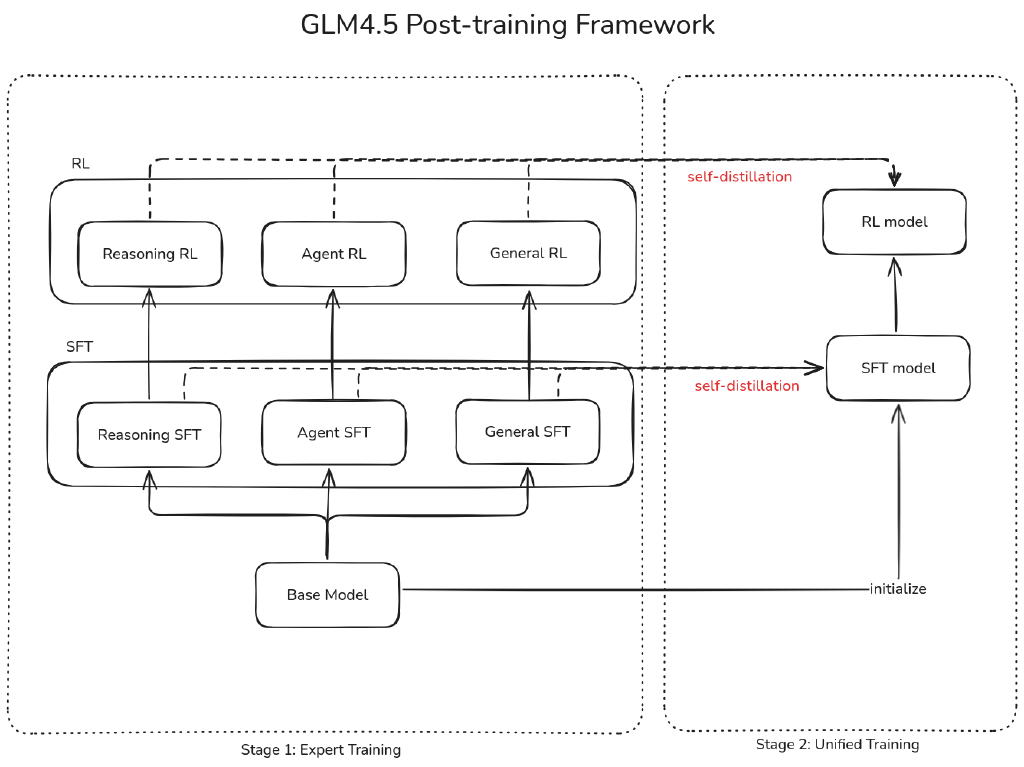 GLM4.5 Post-training Framework
RL
self-distillation
Reasoning RL
Agent RL
General RL
RL model
SFT
self-distillation
SFT model
Reasoning SFT
Agent SFT
General SFT
Base Model
initialize
Stage 1: Expert Training
Stage 2: Unified Training